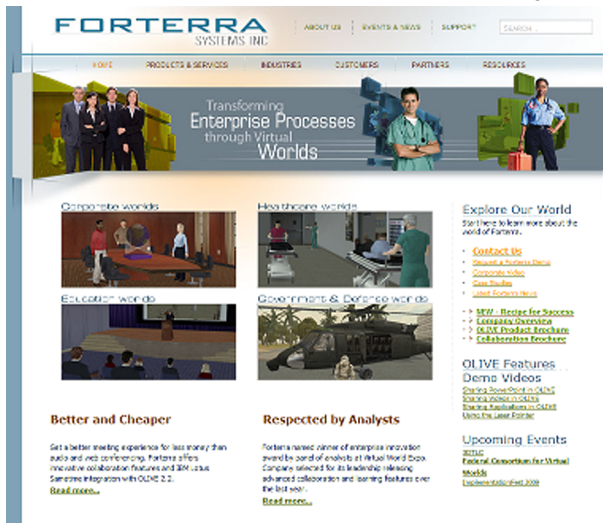 FORTERRA
SYSTEMS INC
ABOUT US
EVENTS & NEWS
SUPPORT
SEARCH...
HOME
PRODUCTS & SERVICES
INDUSTRIES
CUSTOMERS
PARTNERS
RESOURCES
Transforming
Enterprise Processes
through Virtual
Worlds
Corporate worlds
Healthcare worlds
Education worlds
Government & Defense worlds
Better and Cheaper
Get a better meeting experience for less money than
audio and web conferencing. Forterra offers
innovative collaboration features and IBM Lotus
Sametime integration with OLIVE 2.2.
Read more...
Respected by Analysts
Forterra named winner of enterprise innovation
award by panel of analysts at Virtual World Expo.
Company selected for its leadership releasing
advanced collaboration and learning features over
the last year.
Read more...
Explore Our World
Start here to learn more about the
world of Forterra.
Contact Us
Request a Forterra Demo
Corporate Video
Case Studies
Latest Forterra News
NEW - Recipe for Success
Company Overview
OLIVE Product Brochure
Collaboration Brochure
OLIVE Features
Demo Videos
Sharing PowerPoint in OLIVE
Sharing Videos in OLIVE
Sharing Applications in OLIVE
Using the Laser Pointer
Upcoming Events
3DTLC
Federal Consortium for Virtual
Worlds
ImplementationFest 2009